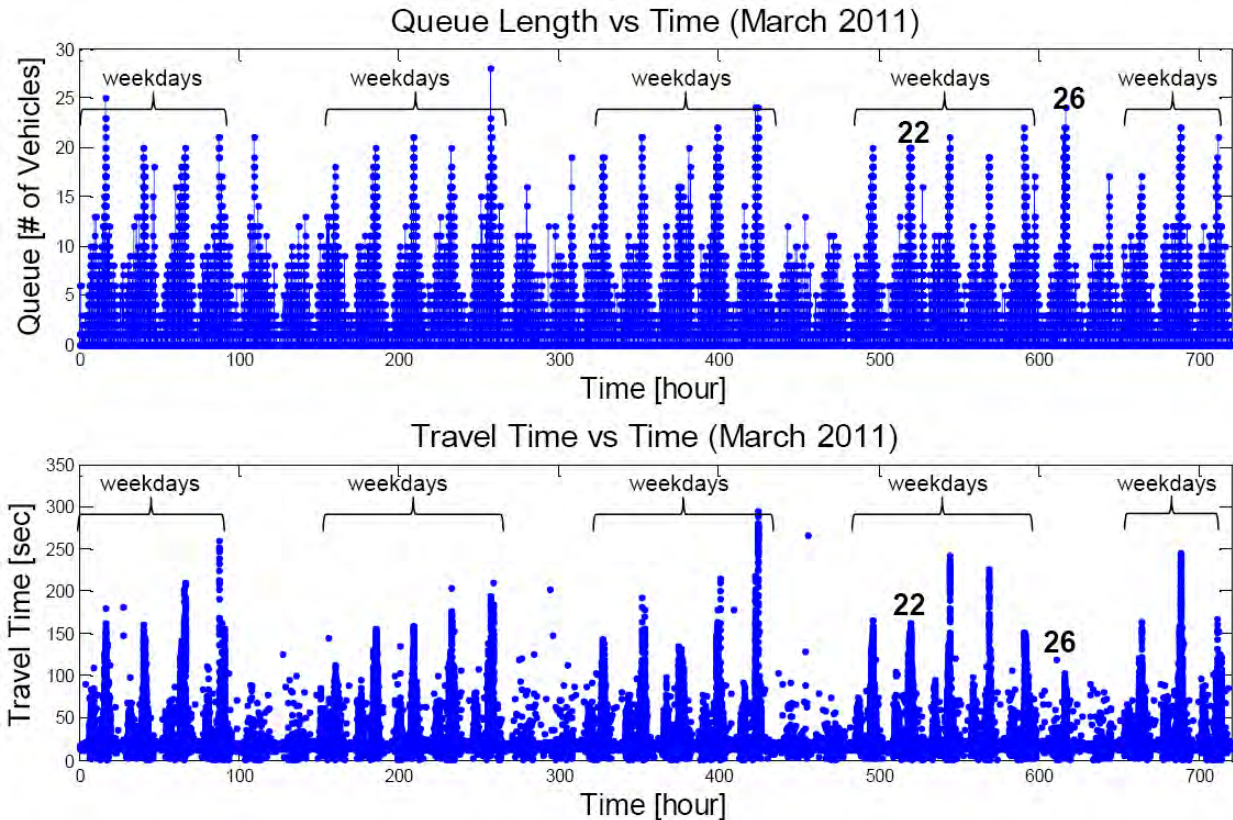 Queue Length vs Time (March 2011)
30
25
20
15
10
5
0
Queue [# of Vehicles]
weekdays
weekdays
weekdays
weekdays
weekdays
22
26
0
100
200
300
400
500
600
700
Time [hour]
Travel Time vs Time (March 2011)
350
300
250
200
150
100
50
0
Travel Time [sec]
weekdays
weekdays
weekdays
weekdays
weekdays
22
26
0
100
200
300
400
500
600
700
Time [hour]